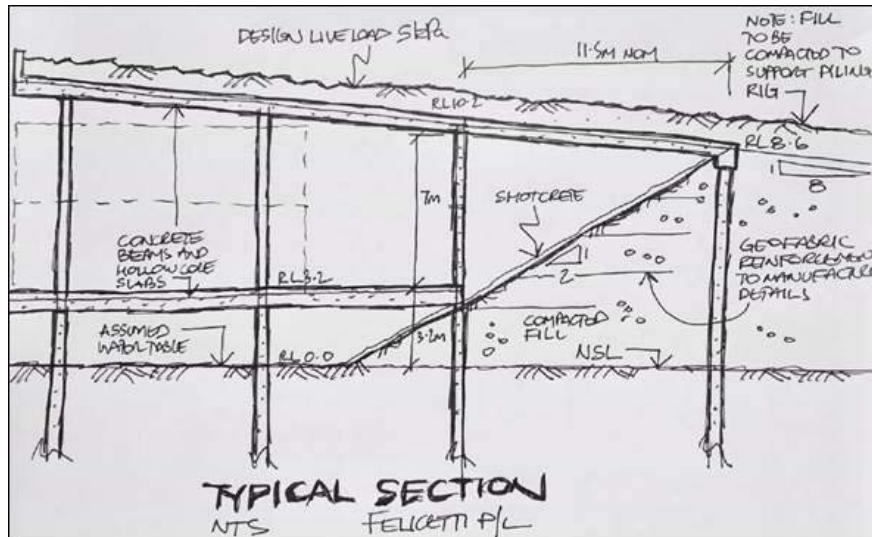 DESIGN LIVE LOAD 5kPa
11·5M NOM
NOTE: FILL
TO BE
COMPACTED TO
SUPPORT PILING
RIG
RL10·2
RL8·6
1
8
7M
SHOTCRETE
1
2
CONCRETE
BEAMS AND
HOLLOW CORE
SLABS
RL3·2
GEOFABRIC
REINFORCEMENT
TO MANUFACTURE
DETAILS
ASSUMED
WATER TABLE
3·2M
COMPACTED
FILL
RL0·0
NSL
TYPICAL SECTION
NTS
FELICETTI P/L